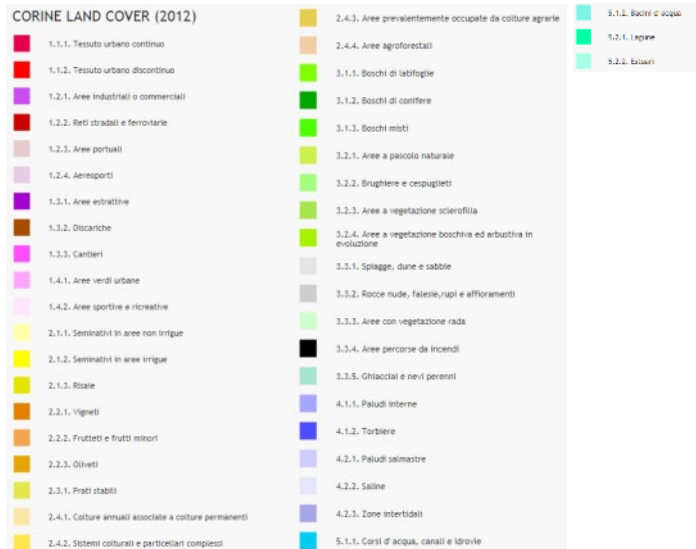 CORINE LAND COVER (2012)
1.1.1. Tessuto urbano continuo
1.1.2. Tessuto urbano discontinuo
1.2.1. Aree industriali o commerciali
1.2.2. Reti stradali e ferroviarie
1.2.3. Aree portuali
1.2.4. Aereoporti
1.3.1. Aree estrattive
1.3.2. Discariche
1.3.3. Cantieri
1.4.1. Aree verdi urbane
1.4.2. Aree sportive e ricreative
2.1.1. Seminativi in aree non irrigue
2.1.2. Seminativi in aree irrigue
2.1.3. Risaie
2.2.1. Vigneti
2.2.2. Frutteti e frutti minori
2.2.3. Oliveti
2.3.1. Prati stabili
2.4.1. Colture annuali associate a colture permanenti
2.4.2. Sistemi colturali e particellari complessi
2.4.3. Aree prevalentemente occupate da colture agrarie
2.4.4. Aree agroforestali
3.1.1. Boschi di latifoglie
3.1.2. Boschi di conifere
3.1.3. Boschi misti
3.2.1. Aree a pascolo naturale
3.2.2. Brughiere e cespuglieti
3.2.3. Aree a vegetazione sclerofilla
3.2.4. Aree a vegetazione boschiva ed arbustiva in
evoluzione
3.3.1. Spiagge, dune e sabbie
3.3.2. Rocce nude, falesie,rupi e affioramenti
3.3.3. Aree con vegetazione rada
3.3.4. Aree percorse da incendi
3.3.5. Ghiacciai e nevi perenni
4.1.1. Paludi interne
4.1.2. Torbiere
4.2.1. Paludi salmastre
4.2.2. Saline
4.2.3. Zone intertidali
5.1.1. Corsi d'acqua, canali e idrovie
5.1.2. Bacini d'acqua
5.2.1. Lagune
5.2.2. Estuari